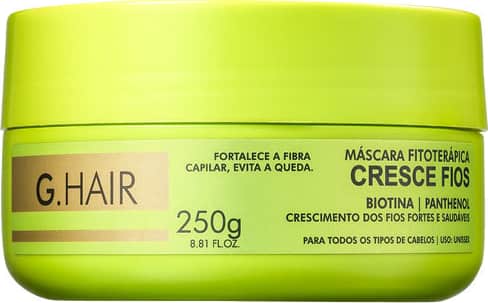 G.HAIR
FORTALECE A FIBRA
CAPILAR, EVITA A QUEDA.
250g
8.81 FL.OZ.
MÁSCARA FITOTERÁPICA
CRESCE FIOS
BIOTINA | PANTHENOL
CRESCIMENTO DOS FIOS FORTES E SAUDÁVEIS
PARA TODOS OS TIPOS DE CABELOS | USO: UNISSEX